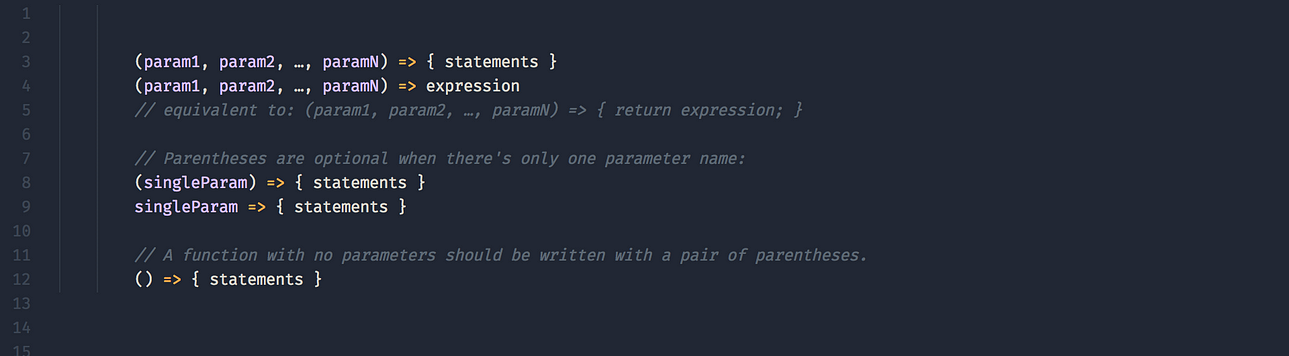 1
2
3 (param1, param2, …, paramN) => { statements }
4 (param1, param2, …, paramN) => expression
5 // equivalent to: (param1, param2, …, paramN) => { return expression; }
6
7 // Parentheses are optional when there's only one parameter name:
8 (singleParam) => { statements }
9 singleParam => { statements }
10
11 // A function with no parameters should be written with a pair of parentheses.
12 () => { statements }
13
14
15